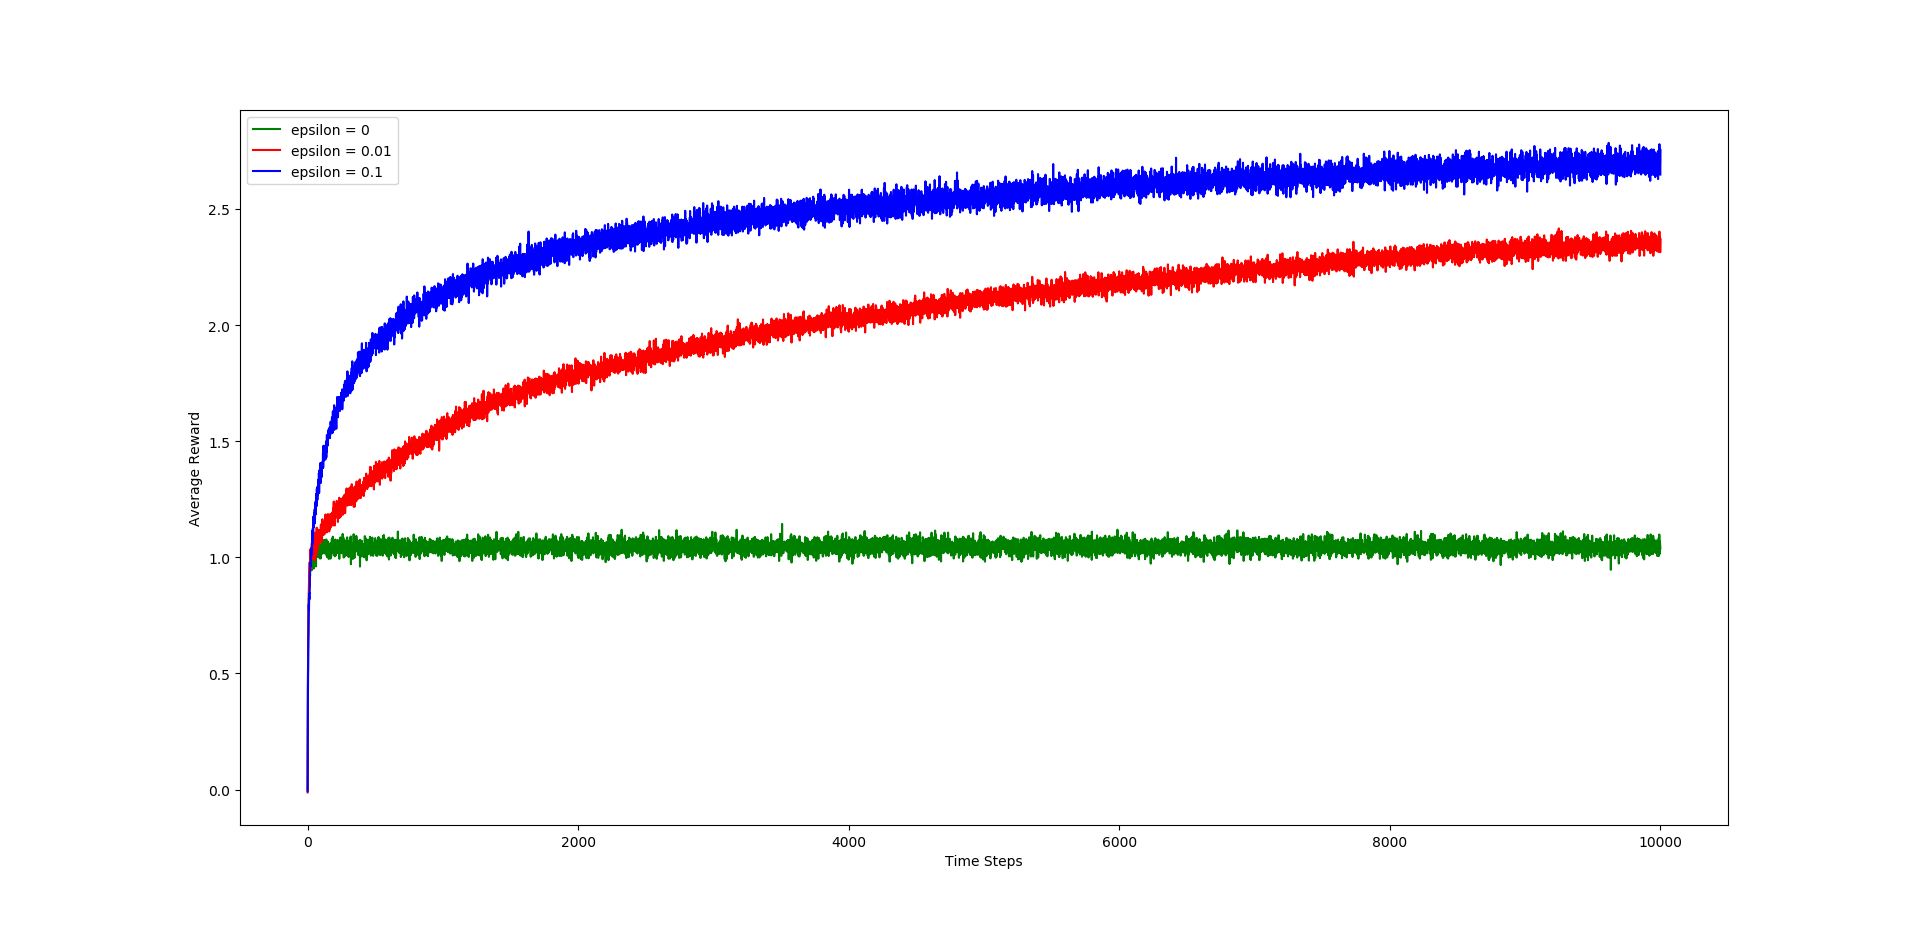 epsilon = 0
epsilon = 0.01
epsilon = 0.1
2.5
2.0
1.5
1.0
0.5
0.0
Average Reward
0 2000 4000 6000 8000 10000
Time Steps